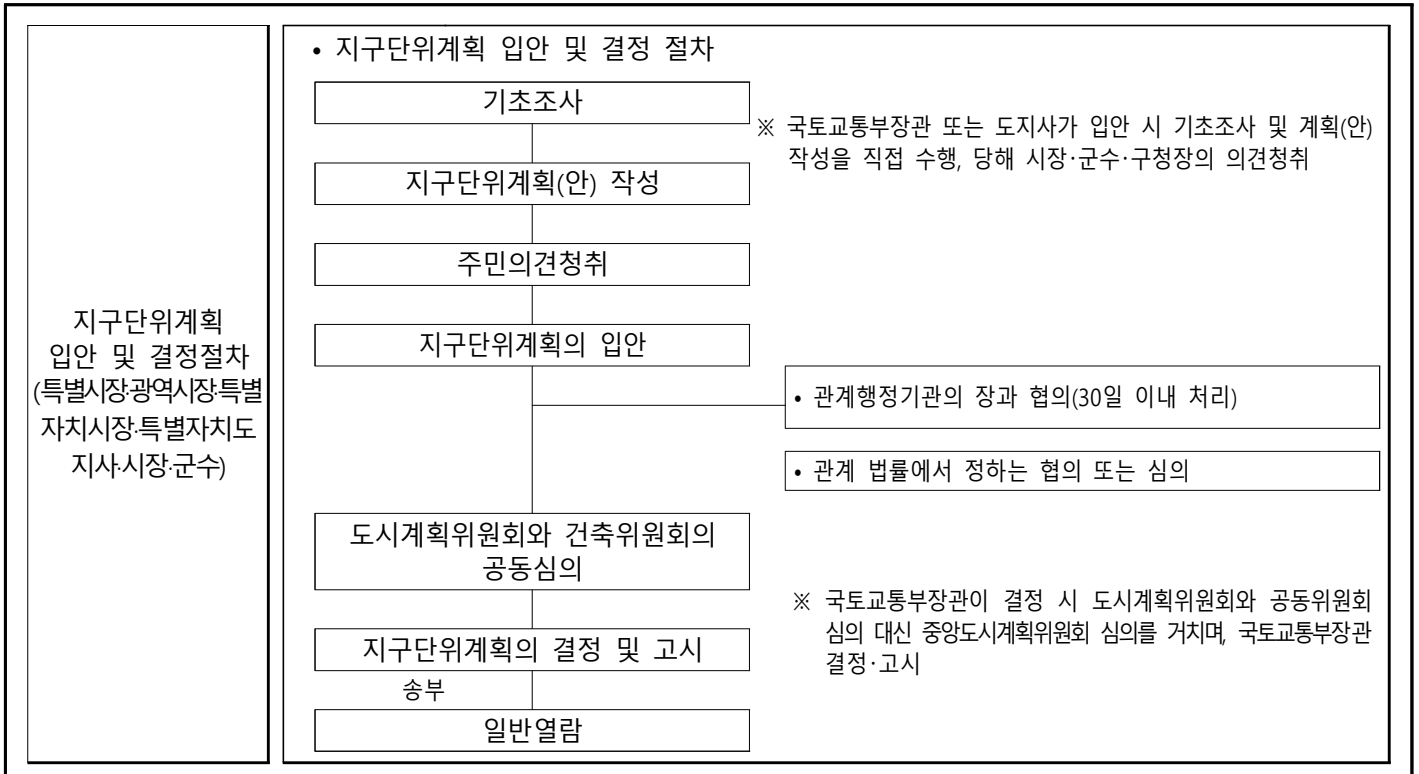 지구단위계획
입안 및 결정절차
(특별시장·광역시장·특별
자치시장·특별자치도
지사·시장·군수)
• 지구단위계획 입안 및 결정 절차
기초조사
※ 국토교통부장관 또는 도지사가 입안 시 기초조사 및 계획(안)
작성을 직접 수행, 당해 시장·군수·구청장의 의견청취
지구단위계획(안) 작성
주민의견청취
지구단위계획의 입안
• 관계행정기관의 장과 협의(30일 이내 처리)
• 관계 법률에서 정하는 협의 또는 심의
도시계획위원회와 건축위원회의
공동심의
※ 국토교통부장관이 결정 시 도시계획위원회와 공동위원회
심의 대신 중앙도시계획위원회 심의를 거치며, 국토교통부장관
결정·고시
지구단위계획의 결정 및 고시
송부
일반열람